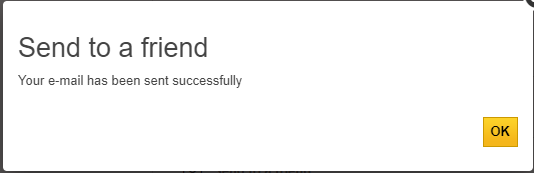 Send to a friend
Your e-mail has been sent successfully
OK